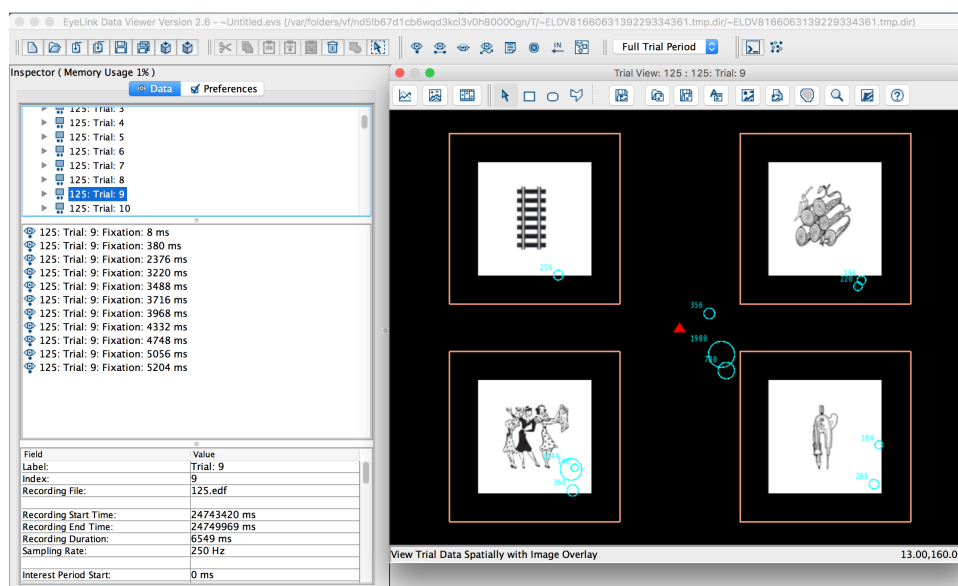 EyeLink Data Viewer Version 2.6 - ~Untitled.evs (/var/folders/vf/nd5lb67d1cb6wqd3kcl3v0h80000gn/T/~ELDV8166063139229334361.tmp.dir/~ELDV8166063139229334361.tmp.dir)
Full Trial Period
Inspector ( Memory Usage 1% )
Data
Preferences
125: Trial: 3
125: Trial: 4
125: Trial: 5
125: Trial: 6
125: Trial: 7
125: Trial: 8
125: Trial: 9
125: Trial: 10
125: Trial: 9: Fixation: 8 ms
125: Trial: 9: Fixation: 380 ms
125: Trial: 9: Fixation: 2376 ms
125: Trial: 9: Fixation: 3220 ms
125: Trial: 9: Fixation: 3488 ms
125: Trial: 9: Fixation: 3716 ms
125: Trial: 9: Fixation: 3968 ms
125: Trial: 9: Fixation: 4332 ms
125: Trial: 9: Fixation: 4748 ms
125: Trial: 9: Fixation: 5056 ms
125: Trial: 9: Fixation: 5204 ms
Field Value
Label: Trial: 9
Index: 9
Recording File: 125.edf
Recording Start Time: 24743420 ms
Recording End Time: 24749969 ms
Recording Duration: 6549 ms
Sampling Rate: 250 Hz
Interest Period Start: 0 ms
Trial View: 125 : 125: Trial: 9
256
220
356
1980
184
288
368
View Trial Data Spatially with Image Overlay
13.00,160.0